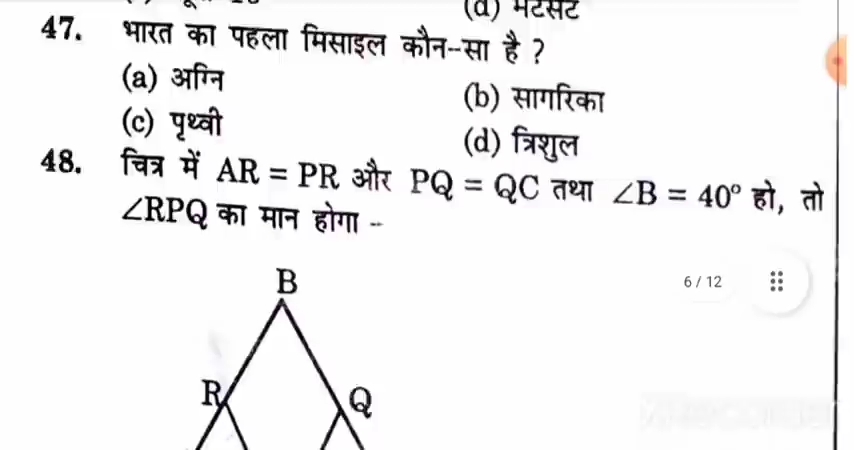 (d) मेटसेट
47. भारत का पहला मिसाइल कौन-सा है ?
(a) अग्नि
(b) सागरिका
(c) पृथ्वी
(d) त्रिशुल
48. चित्र में AR = PR और PQ = QC तथा ∠B = 40° हो, तो
∠RPQ का मान होगा -
6 / 12
B
R
Q